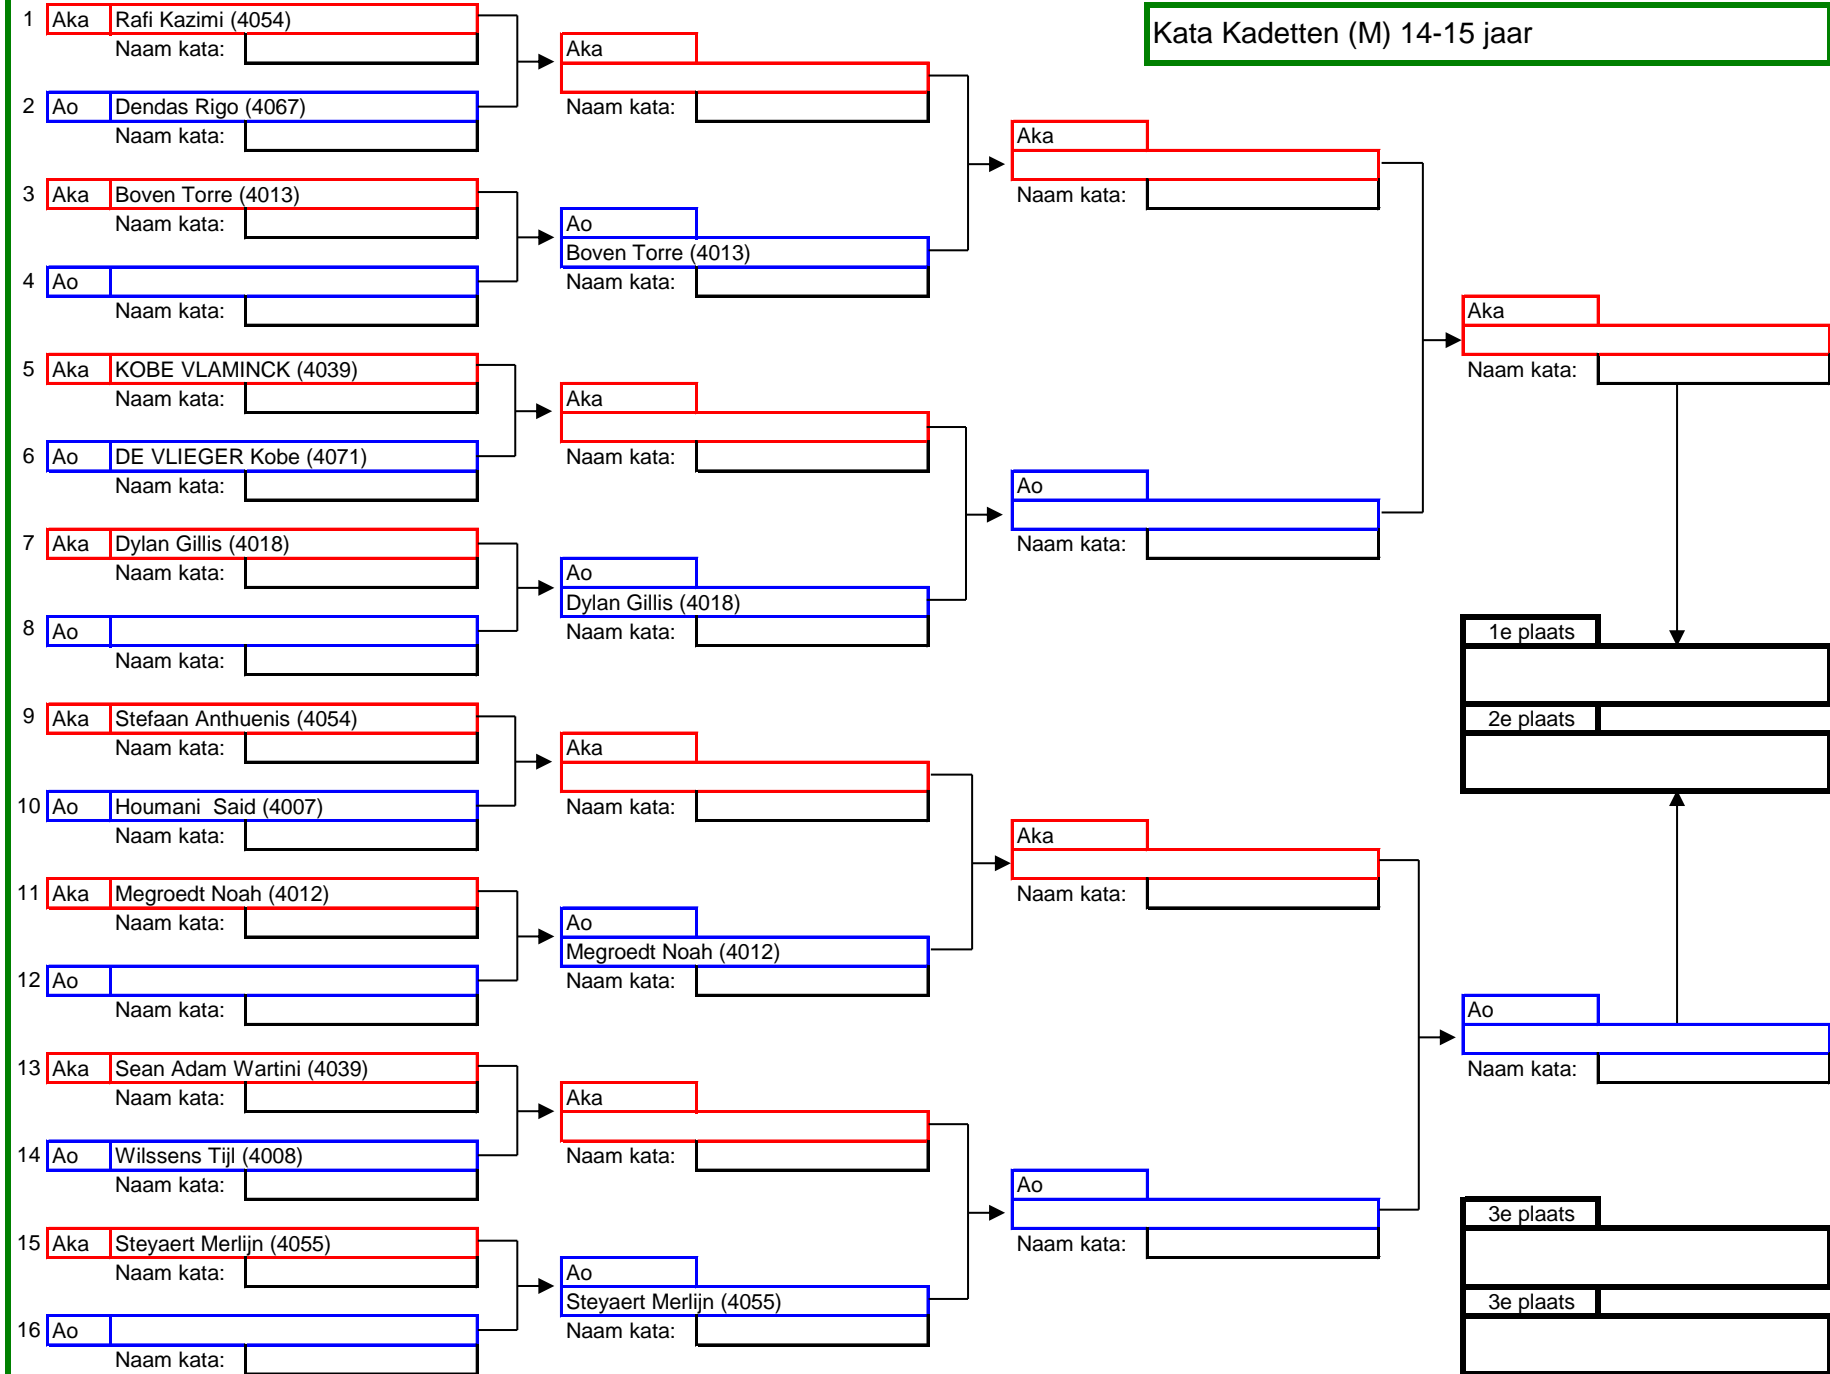 Kata Kadetten (M) 14-15 jaar
1 Aka Rafi Kazimi (4054)
Naam kata:
2 Ao Dendas Rigo (4067)
Naam kata:
3 Aka Boven Torre (4013)
Naam kata:
4 Ao
Naam kata:
5 Aka KOBE VLAMINCK (4039)
Naam kata:
6 Ao DE VLIEGER Kobe (4071)
Naam kata:
7 Aka Dylan Gillis (4018)
Naam kata:
8 Ao
Naam kata:
9 Aka Stefaan Anthuenis (4054)
Naam kata:
10 Ao Houmani  Said (4007)
Naam kata:
11 Aka Megroedt Noah (4012)
Naam kata:
12 Ao
Naam kata:
13 Aka Sean Adam Wartini (4039)
Naam kata:
14 Ao Wilssens Tijl (4008)
Naam kata:
15 Aka Steyaert Merlijn (4055)
Naam kata:
16 Ao
Naam kata:
Aka
Naam kata:
Ao
Boven Torre (4013)
Naam kata:
Aka
Naam kata:
Ao
Dylan Gillis (4018)
Naam kata:
Aka
Naam kata:
Ao
Megroedt Noah (4012)
Naam kata:
Aka
Naam kata:
Ao
Steyaert Merlijn (4055)
Naam kata:
Aka
Naam kata:
Ao
Naam kata:
Aka
Naam kata:
Ao
Naam kata:
Aka
Naam kata:
1e plaats
2e plaats
Ao
Naam kata:
3e plaats
3e plaats